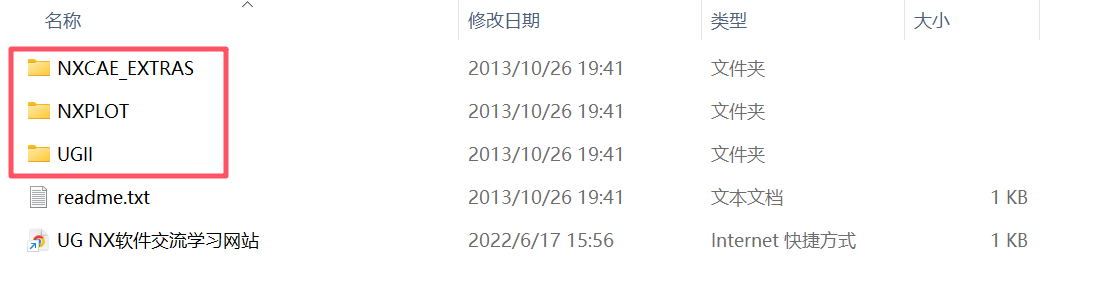 名称 修改日期 类型 大小
NXCAE_EXTRAS 2013/10/26 19:41 文件夹
NXPLOT 2013/10/26 19:41 文件夹
UGII 2013/10/26 19:41 文件夹
readme.txt 2013/10/26 19:41 文本文档 1 KB
UG NX软件交流学习网站 2022/6/17 15:56 Internet 快捷方式 1 KB